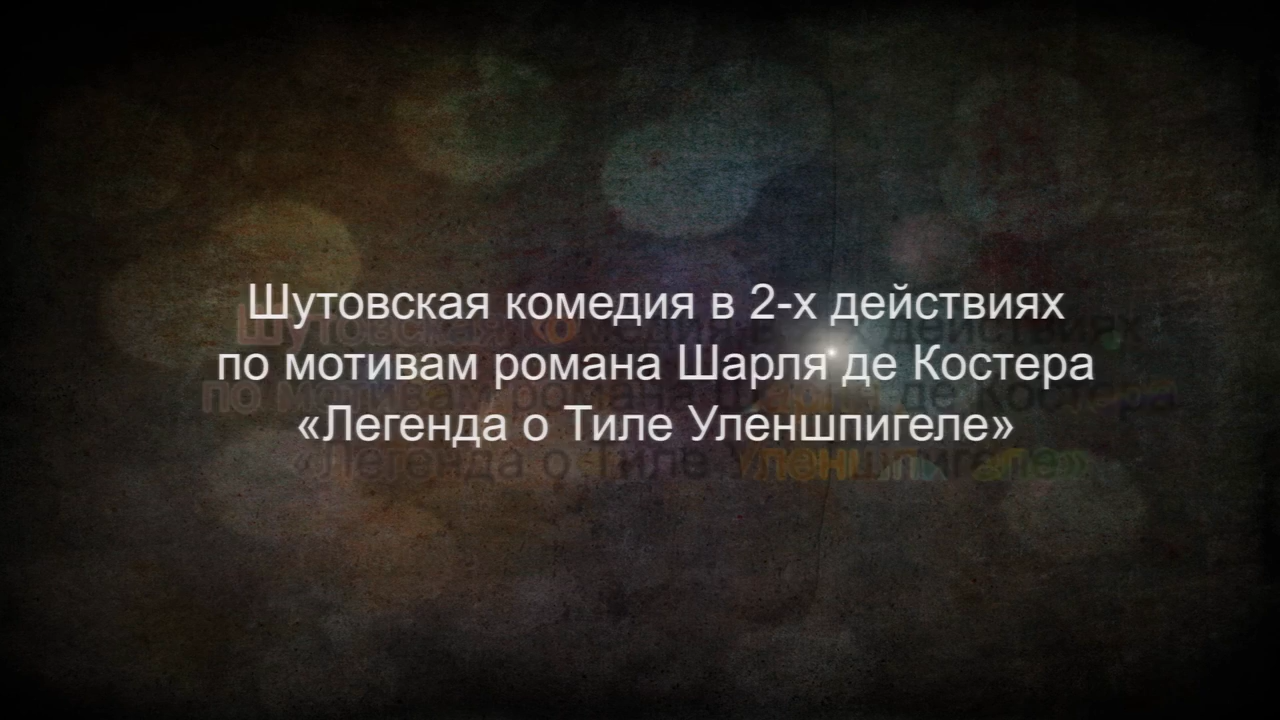 Шутовская комедия в 2-х действиях
по мотивам романа Шарля де Костера
«Легенда о Тиле Уленшпигеле»